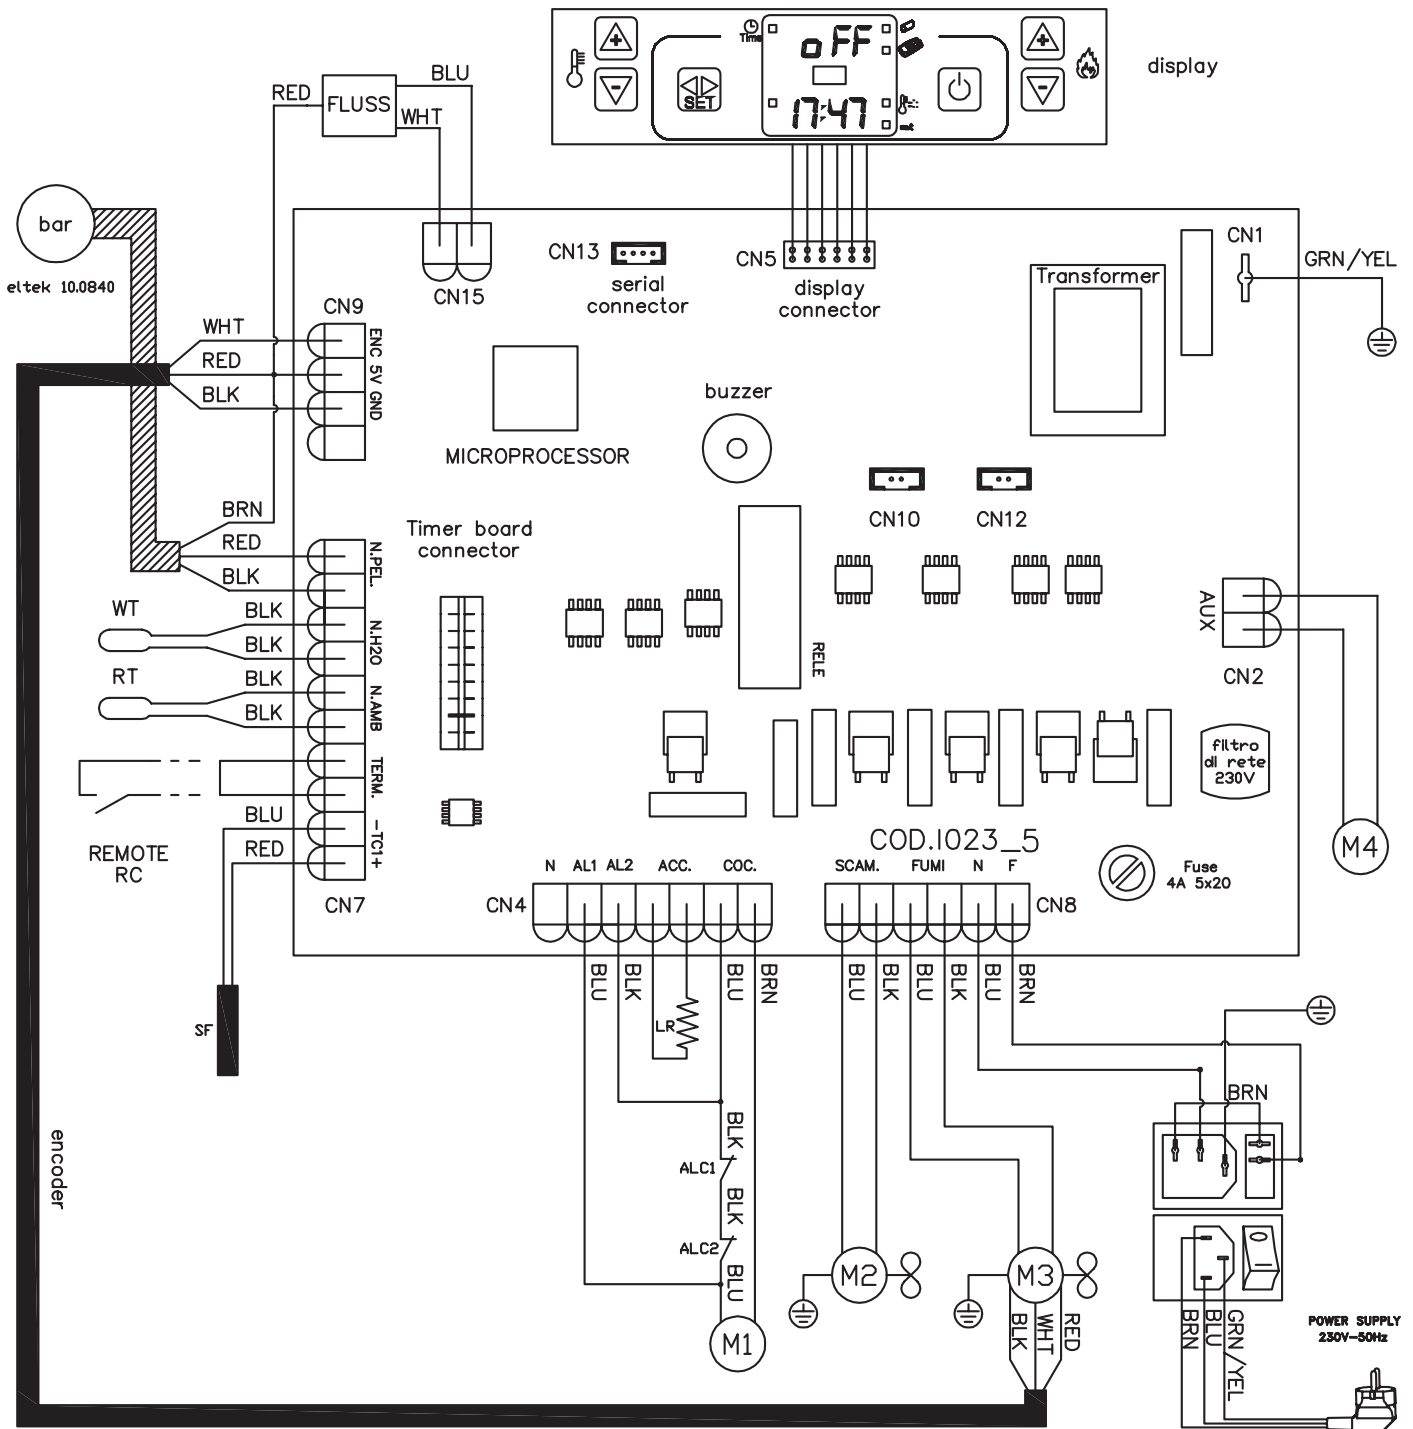 Time
oFF
SET
17:47
display
RED
FLUSS
BLU
WHT
bar
eltek 10.0840
CN15
CN13
serial
connector
CN5
display
connector
Transformer
CN1
GRN/YEL
CN9
WHT
RED
BLK
ENC 5V GND
MICROPROCESSOR
buzzer
CN10
CN12
BRN
RED
BLK
N.PEL.
Timer board
connector
WT
BLK
BLK
N.H20
RT
BLK
BLK
N.AMB
TERM.
REMOTE
RC
BLU
RED
-TC1+
CN7
RELE
AUX
CN2
filtro
di rete
230V
M4
COD.I023_5
Fuse
4A 5x20
N AL1 AL2 ACC. COC.
CN4
SCAM. FUMI N F
CN8
BLU
BLK
BLU
BRN
BLU
BLK
BLU
BLK
BLU
BRN
SF
LR
BLK
ALC1
BLK
ALC2
BLU
M1
M2
M3
BLK
WHT
RED
encoder
BRN
BRN
BLU
GRN/YEL
POWER SUPPLY
230V-50Hz